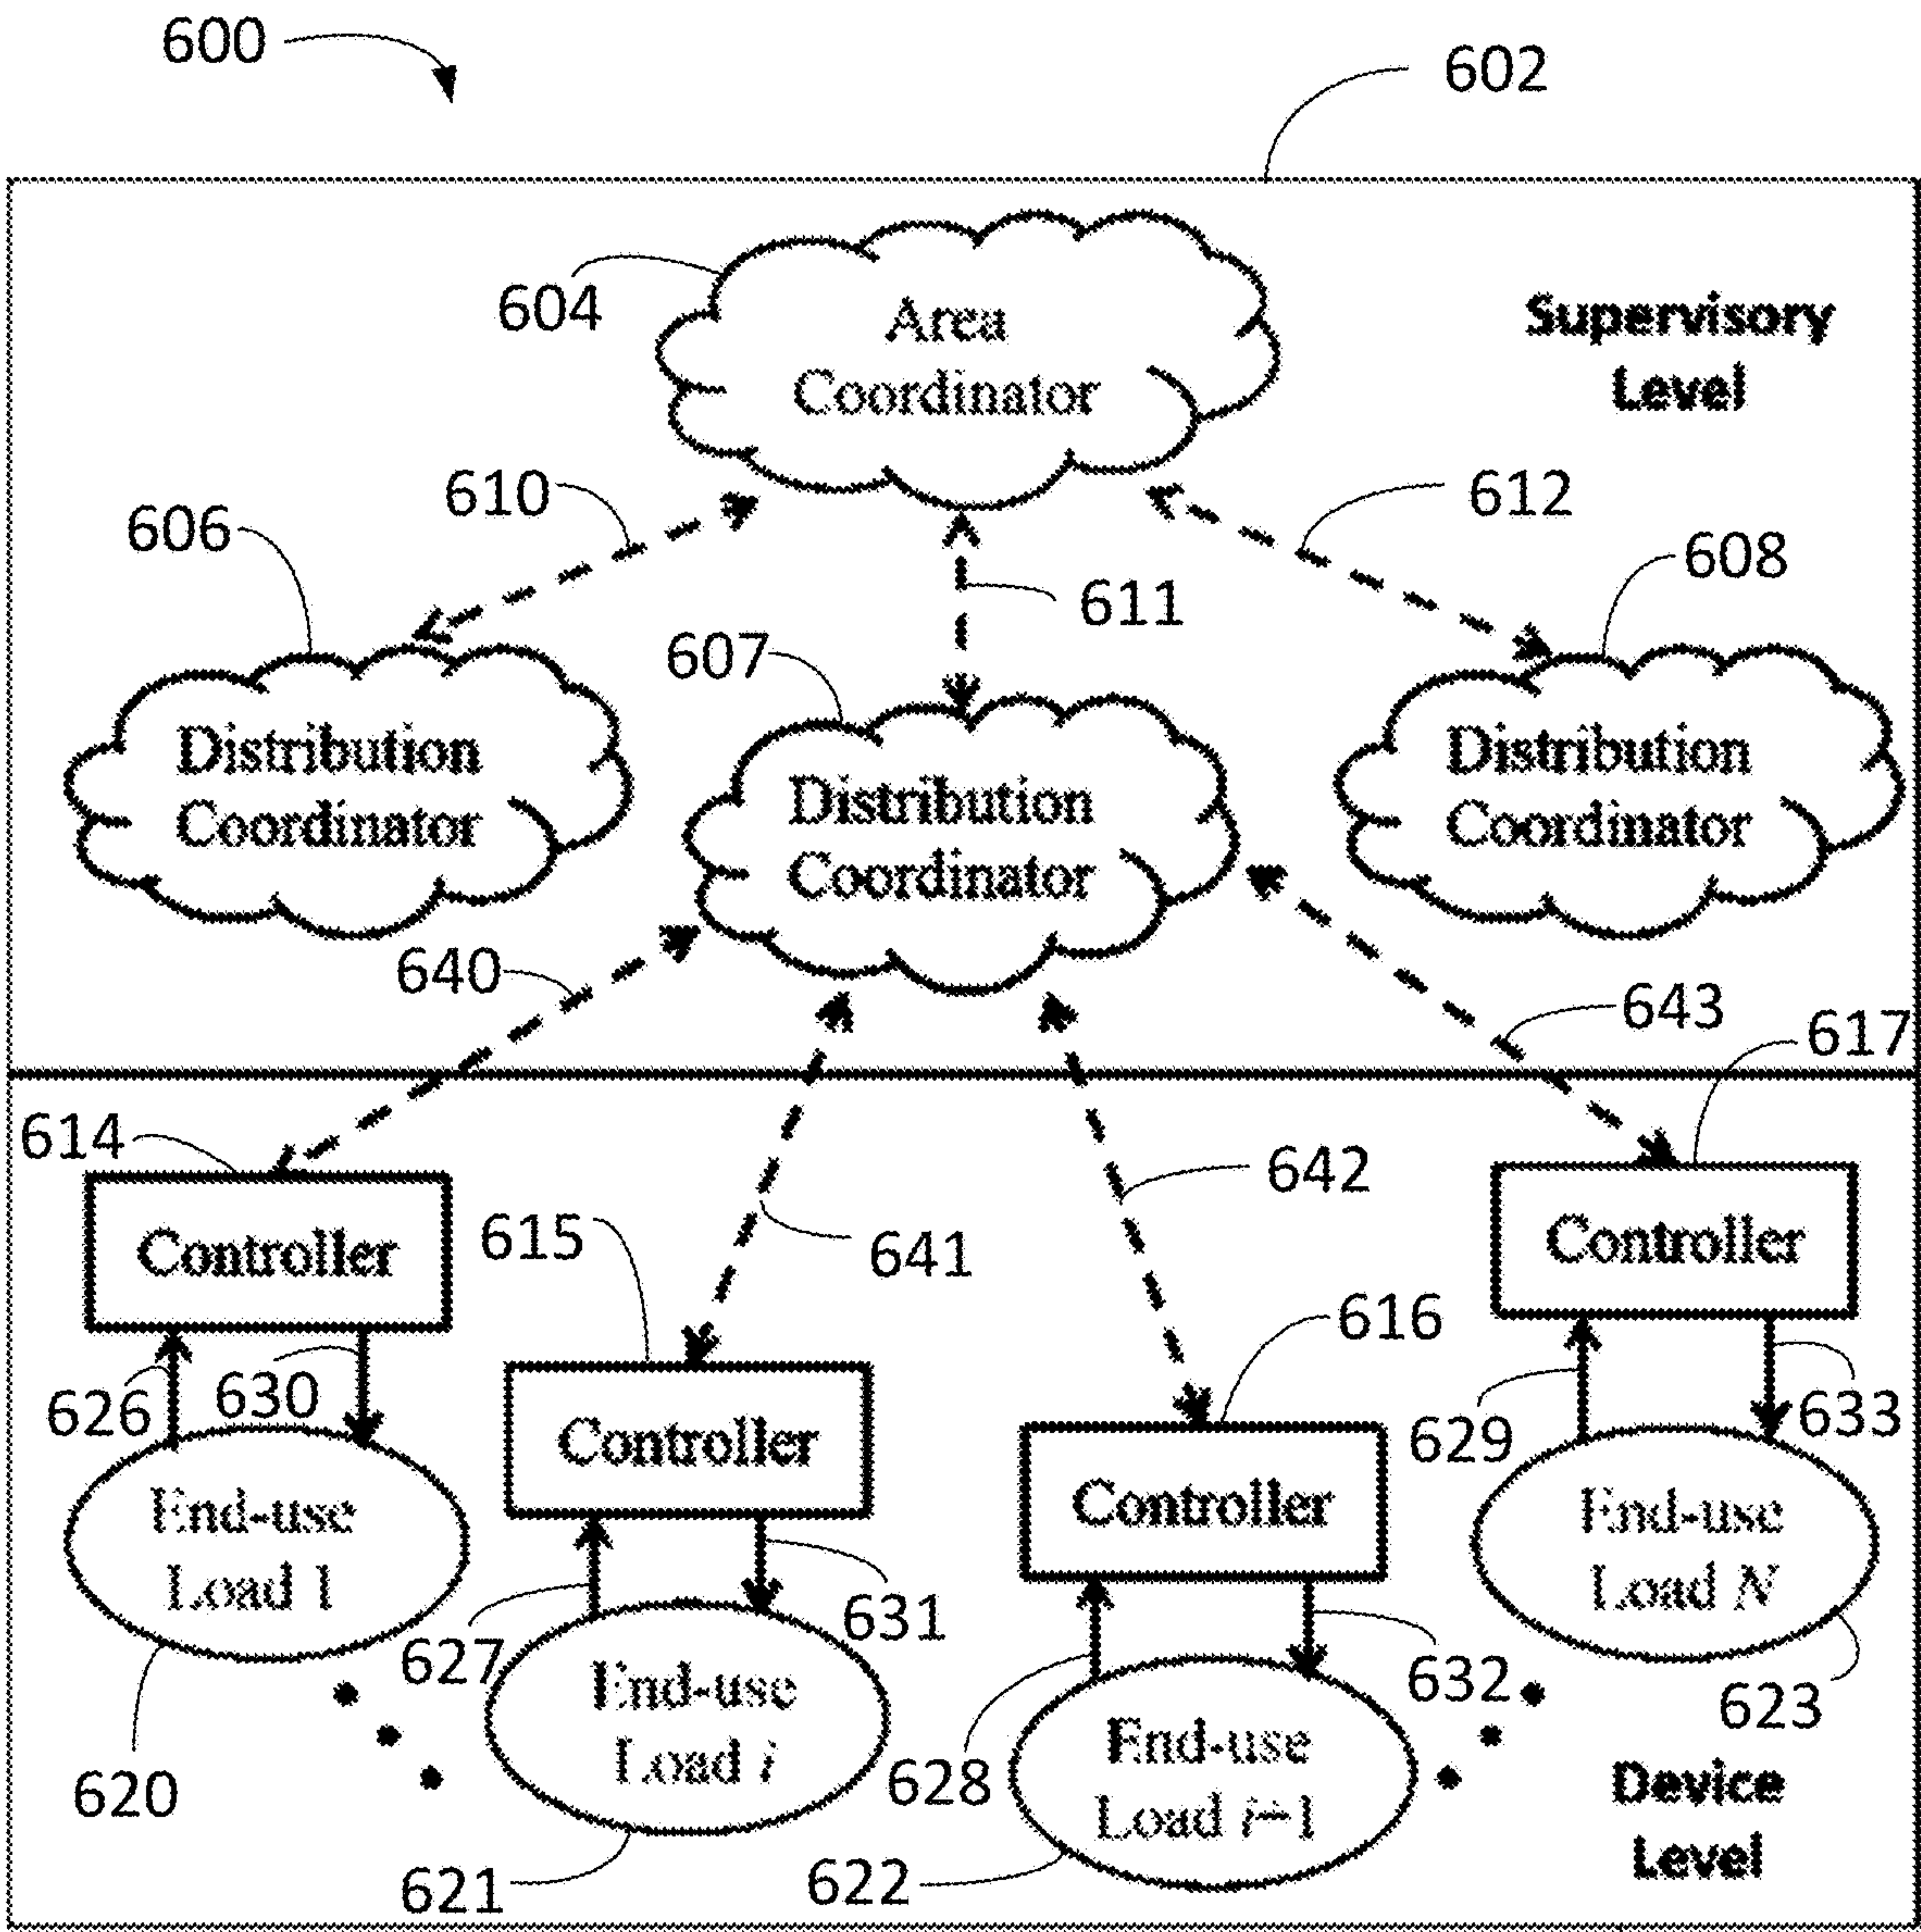 600
602
604
Area
Coordinator
Supervisory
Level
610
612
606
608
611
607
Distribution
Coordinator
Distribution
Coordinator
Distribution
Coordinator
640
643
617
614
642
615
641
Controller
Controller
616
626
630
Controller
629
633
Controller
End-use
Load 1
End-use
Load N
627
631
628
632
620
End-use
Load i
623
End-use
Load i+1
Device
Level
621
622